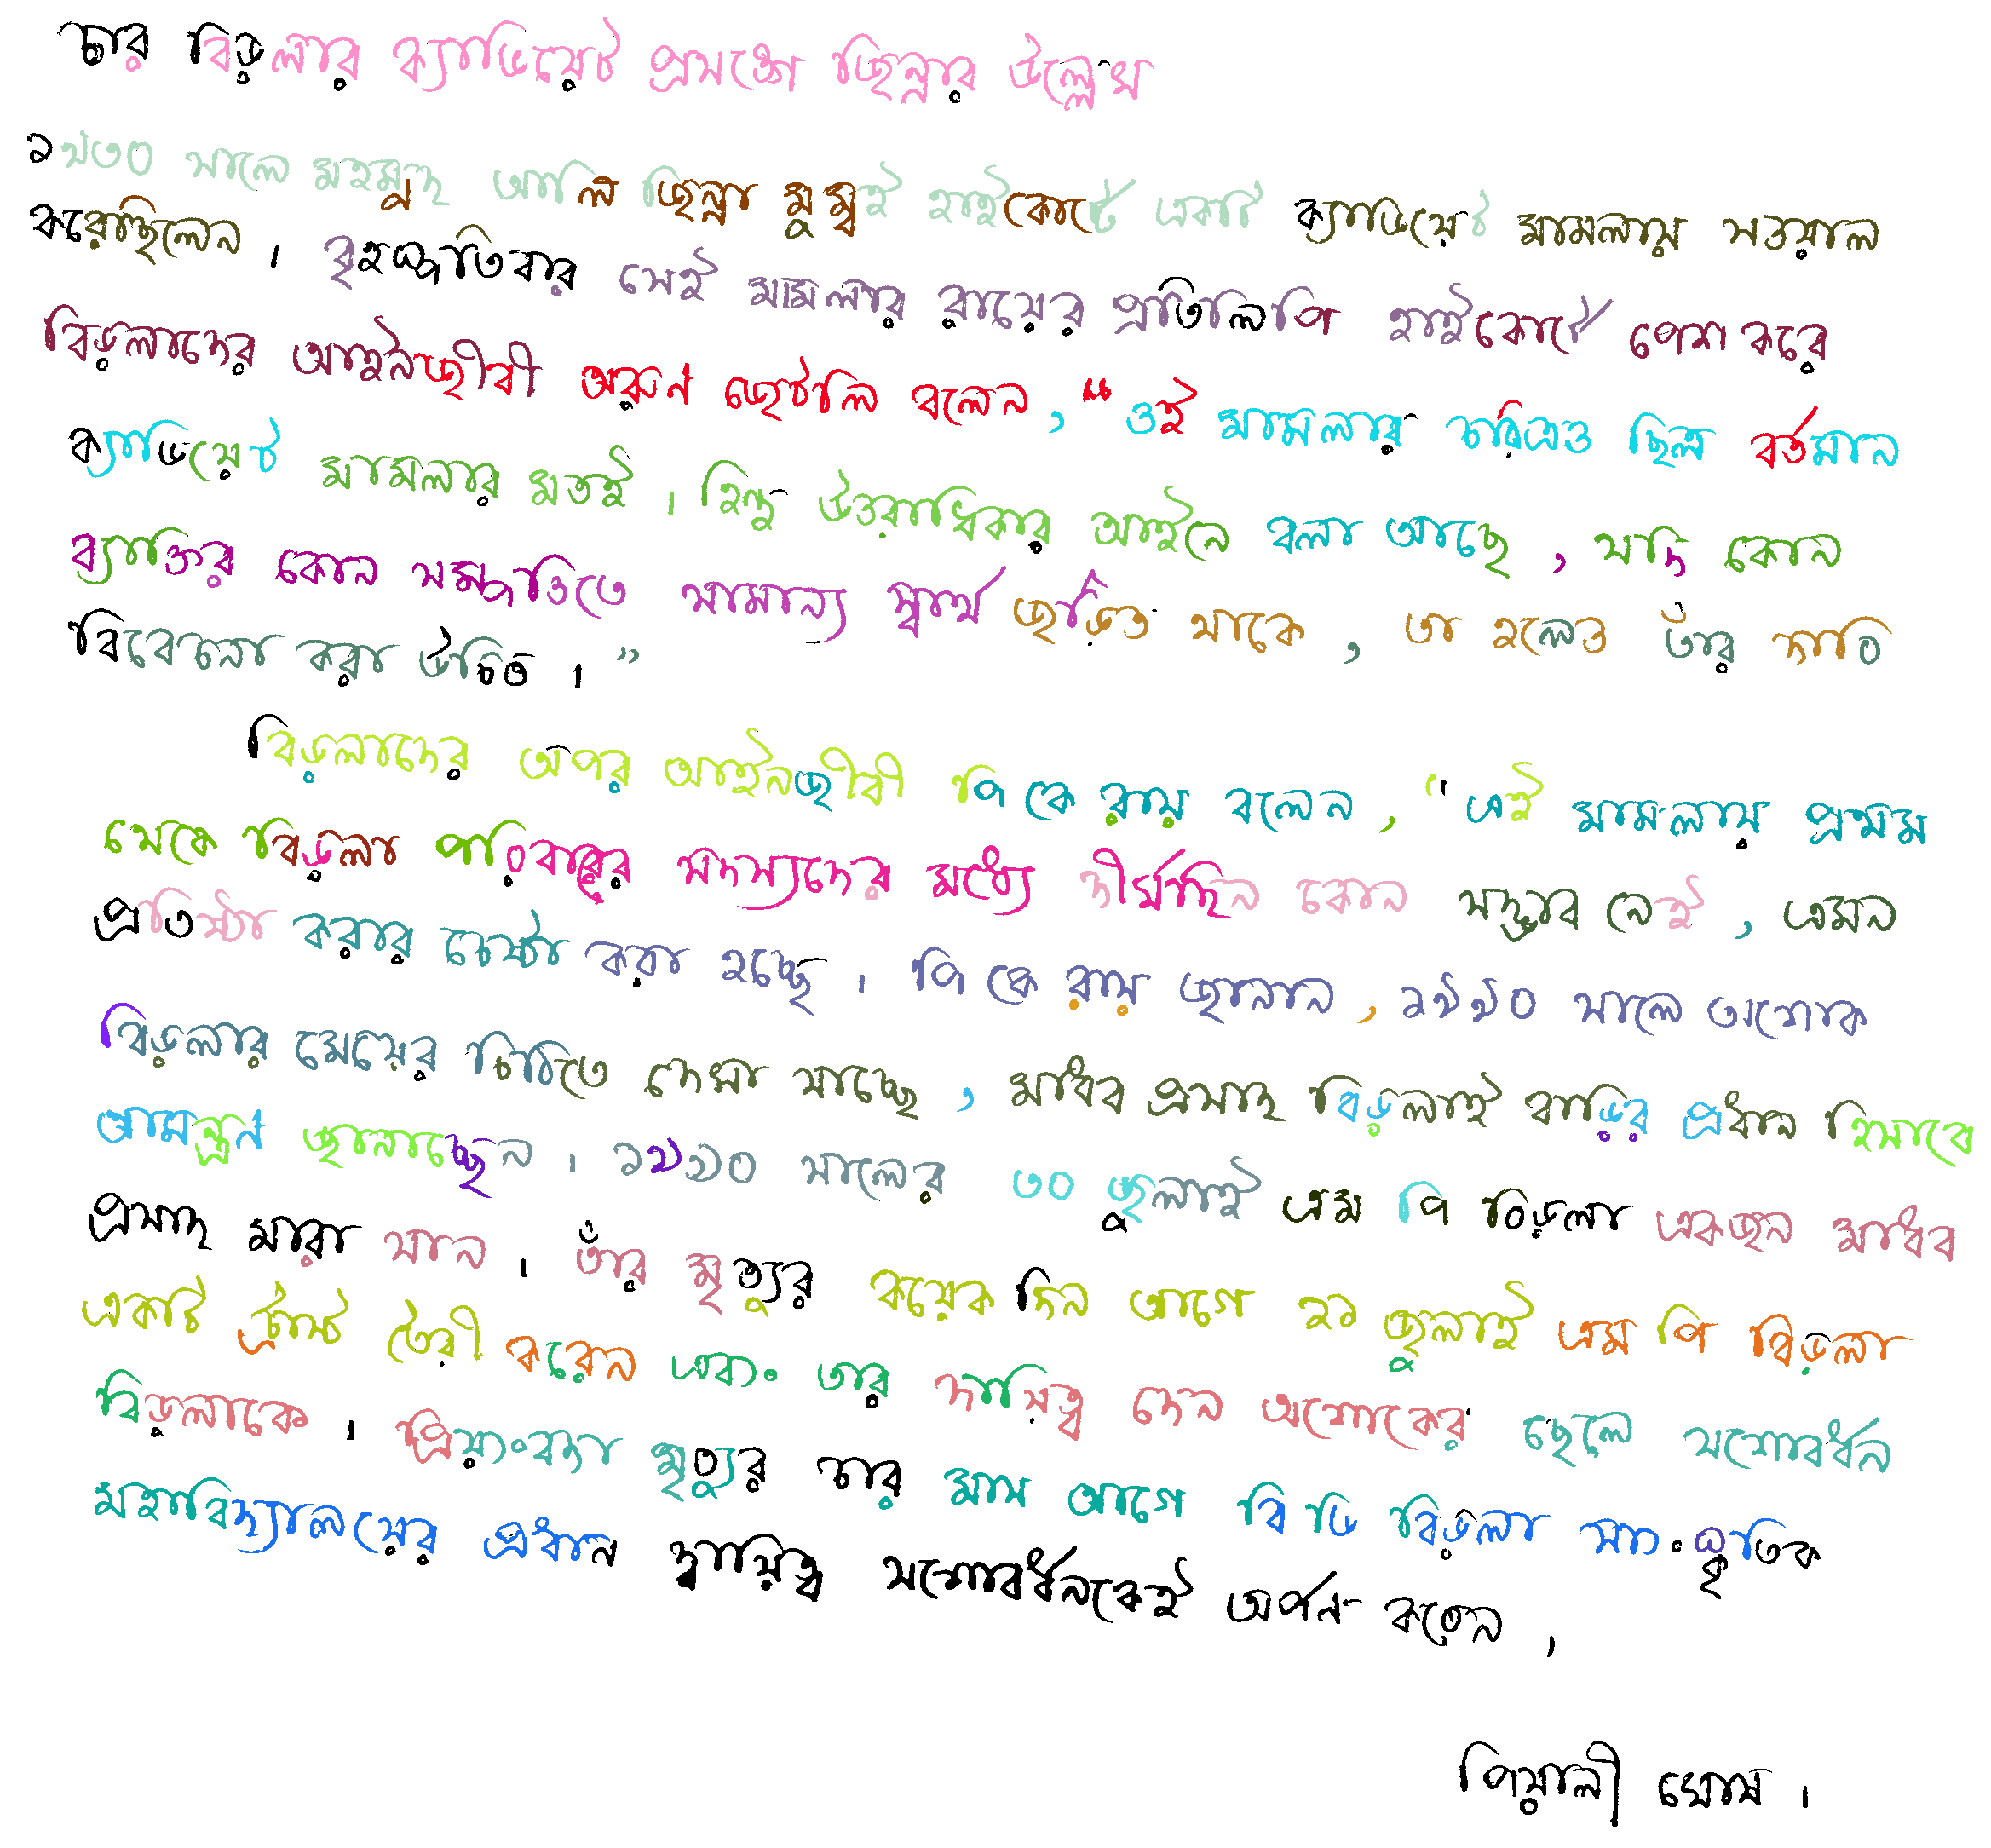 চার বিড়লার ক্যাভিয়েট প্রসঙ্গে জিন্নার উল্লেখ
১৯৩০ সালে মহম্মদ আলি জিন্না মুম্বই হাইকোর্টে একটি ক্যাভিয়েট মামলায় সওয়াল
করেছিলেন । বৃহস্পতিবার সেই মামলার রায়ের প্রতিলিপি হাইকোর্টে পেশ করে
বিড়লাদের আইনজীবী অরুণ জেটলি বলেন , “ ওই মামলার চরিত্রও ছিল বর্তমান
ক্যাভিয়েট মামলার মতই । হিন্দু উত্তরাধিকার আইনে বলা আছে , যদি কোন
ব্যাক্তির কোন সম্পত্তিতে সামান্য স্বার্থ জড়িত থাকে , তা হলেও তাঁর দাবি
বিবেচনা করা উচিত । ”
বিড়লাদের অপর আইনজীবী পি কে রায় বলেন , “ এই মামলায় প্রথম
থেকে বিড়লা পরিবারের সদস্যদের মধ্যে দীর্ঘদিন কোন সদ্ভাব নেই , এমন
প্রতিষ্ঠা করার চেষ্টা করা হচ্ছে । পি কে রায় জানান , ১৯৯০ সালে অশোক
বিড়লার মেয়ের চিঠিতে দেখা যাচ্ছে , মাধব প্রসাদ বিড়লাই বাড়ির প্রধান হিসাবে
আমন্ত্রণ জানাচ্ছেন । ১৯৯০ সালের ৩০ জুলাই এম পি বিড়লা একজন মাধব
প্রসাদ মারা যান । তাঁর মৃত্যুর কয়েক দিন আগে ২১ জুলাই এম পি বিড়লা
একটি ট্রাস্ট তৈরী করেন এবং তার দায়িত্ব দেন অশোকের ছেলে যশোবর্ধন
বিড়লাকে । প্রিয়ংবদা মৃত্যুর চার মাস আগে বি ডি বিড়লা সাংস্কৃতিক
মহাবিদ্যালয়ের প্রধান দ্বায়িত্ব যশোবর্ধনকেই অর্পন করেন ,
পিয়ালী ঘোষ ।